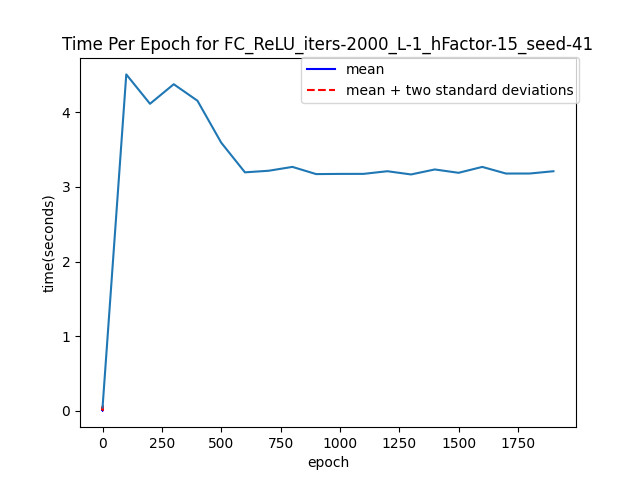 Time Per Epoch for FC_ReLU_iters-2000_L-1_hFactor-15_seed-41
mean
mean + two standard deviations
time(seconds)
4
3
2
1
0
0 250 500 750 1000 1250 1500 1750
epoch